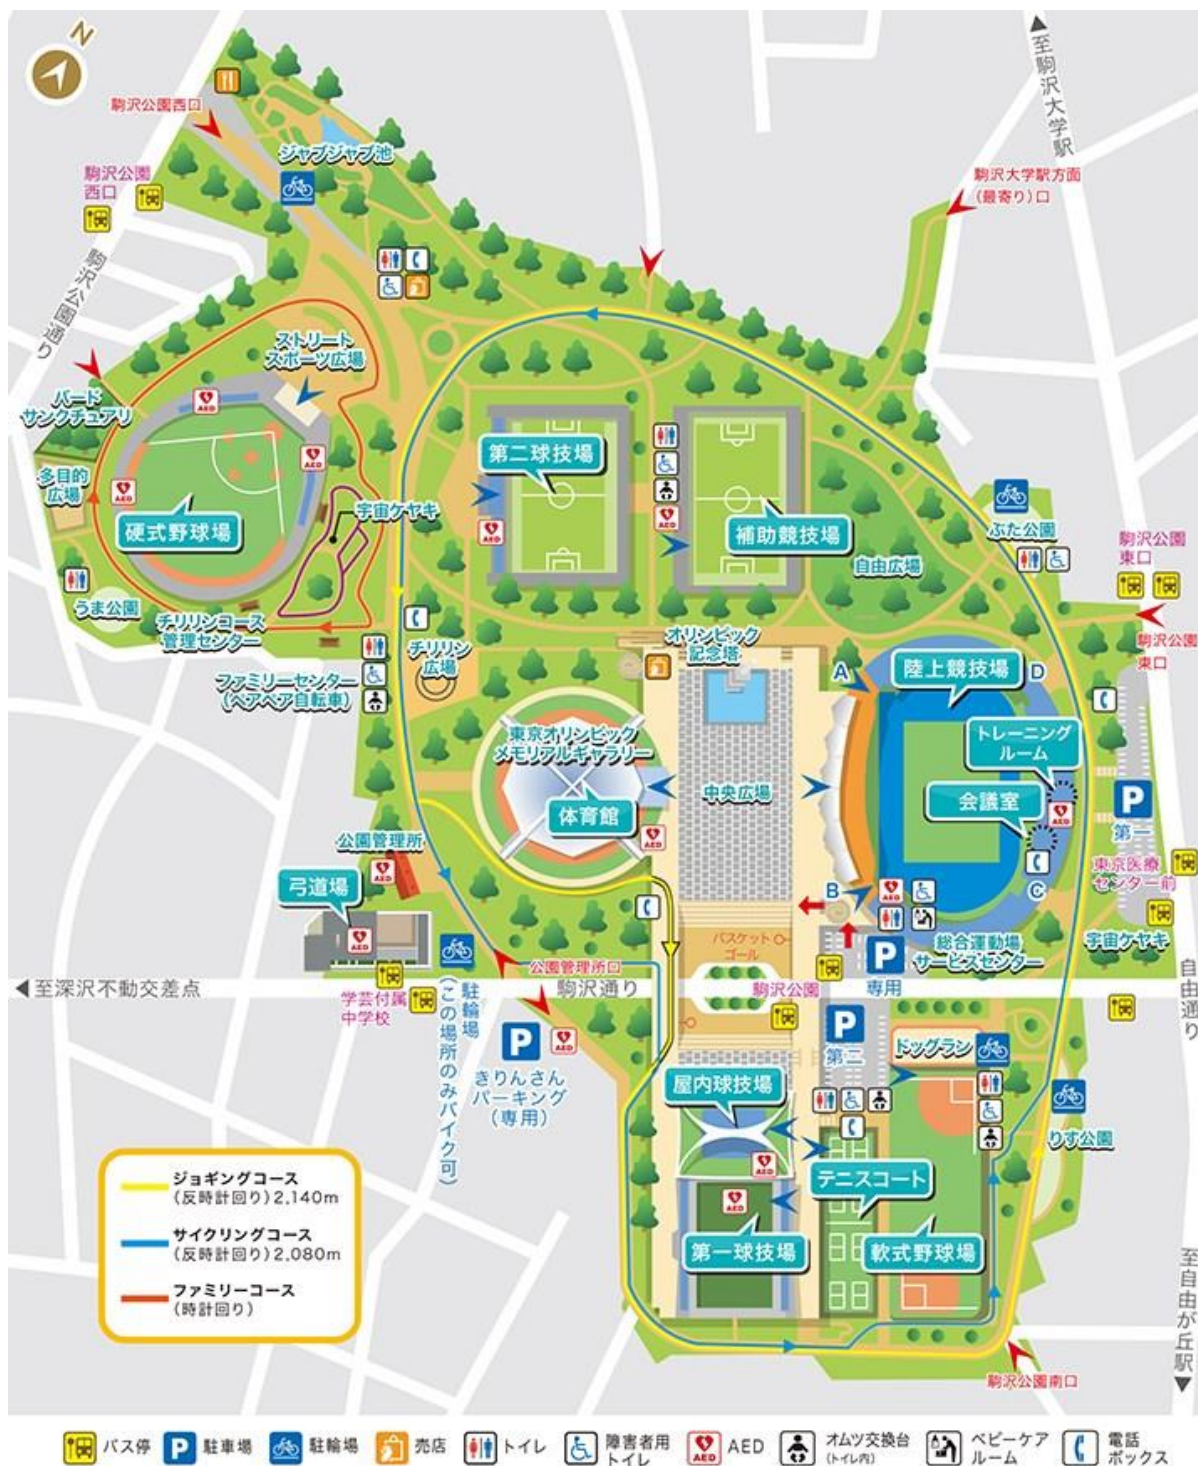 N
駒沢公園西口
ジャブジャブ池
駒沢公園
西口
駒沢公園通り
▲至駒沢大学駅
駒沢大学駅方面
(最寄り)口
ストリート
スポーツ広場
バード
サンクチュアリ
多目的
広場
AED
AED
AED
硬式野球場
宇宙ケヤキ
うま公園
チリリンコース
管理センター
第二球技場
AED
AED
補助競技場
自由広場
ぶた公園
駒沢公園
東口
駒沢公園
東口
ファミリーセンター
(ペアペア自転車)
チリリン
広場
オリンピック
記念塔
A
陸上競技場
D
トレーニング
ルーム
会議室
AED
C
B
AED
東京オリンピック
メモリアルギャラリー
体育館
AED
中央広場
P
第一
東京医療
センター前
宇宙ケヤキ
公園管理所
AED
弓道場
AED
公園管理所口
バスケット
ゴール
P
専用
総合運動場
サービスセンター
◀至深沢不動交差点
学芸付属
中学校
駐輪場
(この場所のみバイク可)
駒沢通り
駒沢公園
自由通り
P
AED
きりんさん
パーキング
(専用)
P
第二
ドッグラン
屋内球技場
AED
AED
テニスコート
りす公園
第一球技場
軟式野球場
至自由が丘駅▼
駒沢公園南口
ジョギングコース
(反時計回り)2,140m
サイクリングコース
(反時計回り)2,080m
ファミリーコース
(時計回り)
バス停
P 駐車場
駐輪場
売店
トイレ
障害者用
トイレ
AED AED
オムツ交換台
(トイレ内)
ベビーケア
ルーム
電話
ボックス